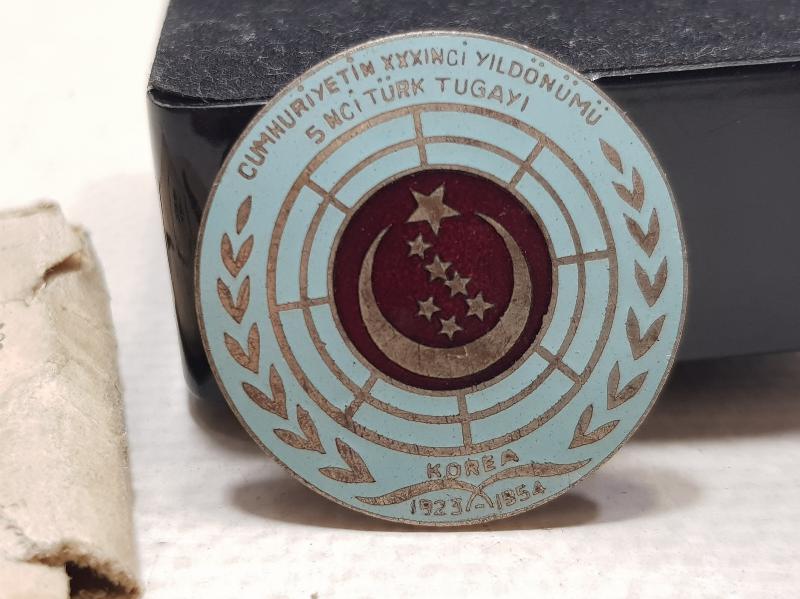 CUMHURİYETİN XXXINCİ YILDÖNÜMÜ
5 NCİ TÜRK TUGAYI
KOREA
1923-1954